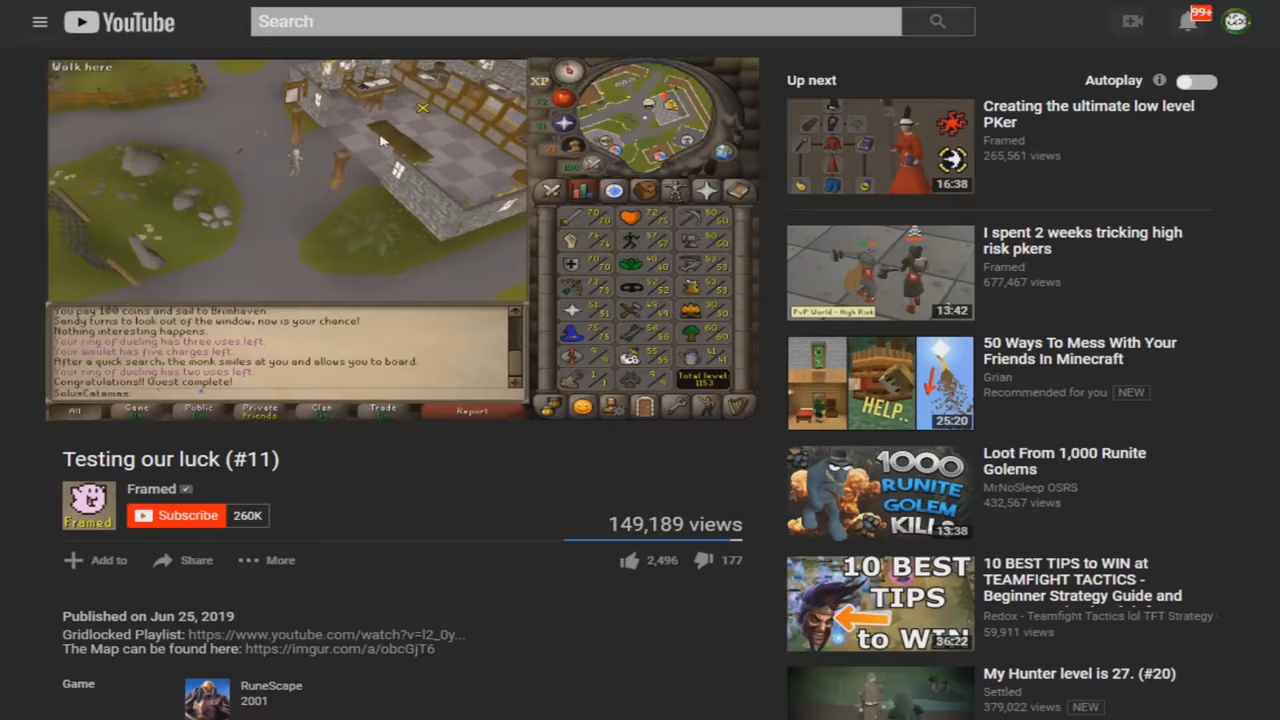 YouTube
Search
99+
Walk here
XP
You pay 100 coins and sail to Brimhaven.
Sandy turns to look out of the window, now is your chance!
Nothing interesting happens.
Your ring of dueling has three uses left.
Your amulet has five charges left.
After a quick search, the monk smiles at you and allows you to board.
Your ring of dueling has two uses left.
Congratulations!! Quest complete!
All
Game
Public
Private
Friends
Clan
Trade
Report
Total level:
1153
Testing our luck (#11)
Framed
Framed
Subscribe 260K
149,189 views
Add to Share More
2,496 177
Published on Jun 25, 2019
Gridlocked Playlist: https://www.youtube.com/watch?v=l2_0y...
The Map can be found here: https://imgur.com/a/obcGjT6
Game
RuneScape
2001
Up next
Autoplay
Creating the ultimate low level
PKer
Framed
265,561 views
16:38
I spent 2 weeks tricking high
risk pkers
Framed
677,467 views
PvP World - High Risk
13:42
50 Ways To Mess With Your
Friends In Minecraft
Grian
Recommended for you NEW
HELP..
25:20
Loot From 1,000 Runite
Golems
MrNoSleep OSRS
432,567 views
1000
RUNITE
GOLEM
KILLS
13:38
10 BEST TIPS to WIN at
TEAMFIGHT TACTICS -
Beginner Strategy Guide and
Redox - Teamfight Tactics lol TFT Strategy
59,911 views
10 BEST
TIPS
to WIN
36:22
My Hunter level is 27. (#20)
Settled
379,022 views NEW